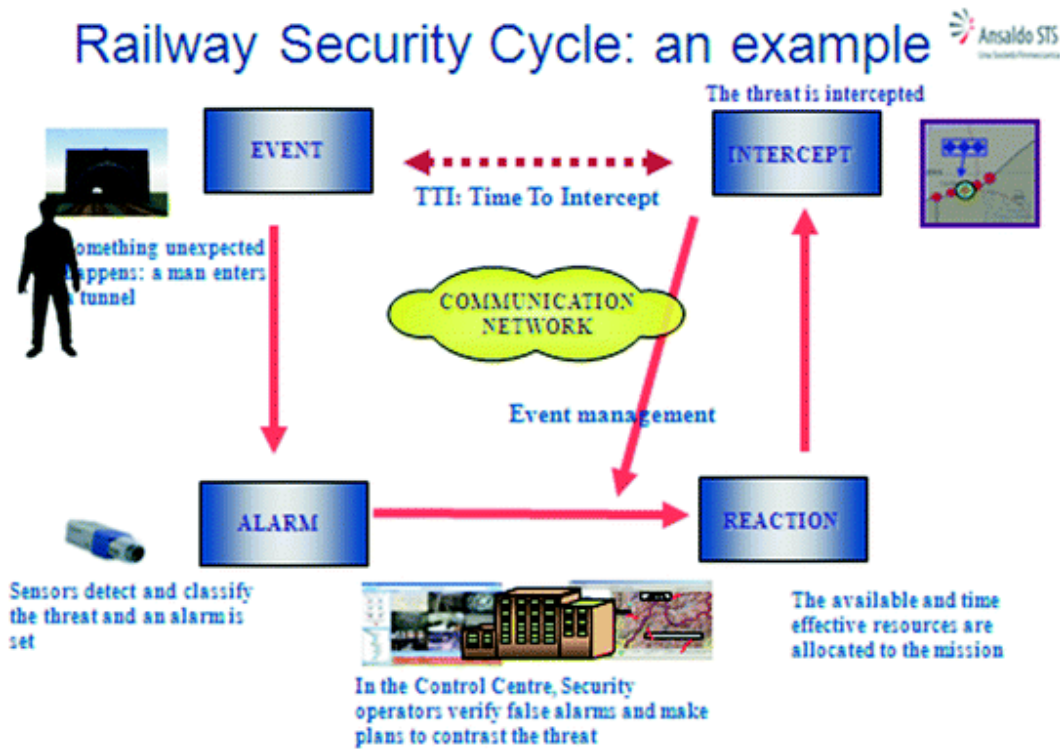 Railway Security Cycle: an example
Ansaldo STS
The threat is intercepted
EVENT
INTERCEPT
TTI: Time To Intercept
omething unexpected
appens: a man enters
tunnel
COMMUNICATION
NETWORK
Event management
ALARM
REACTION
Sensors detect and classify
the threat and an alarm is
set
The available and time
effective resources are
allocated to the mission
In the Control Centre, Security
operators verify false alarms and make
plans to contrast the threat